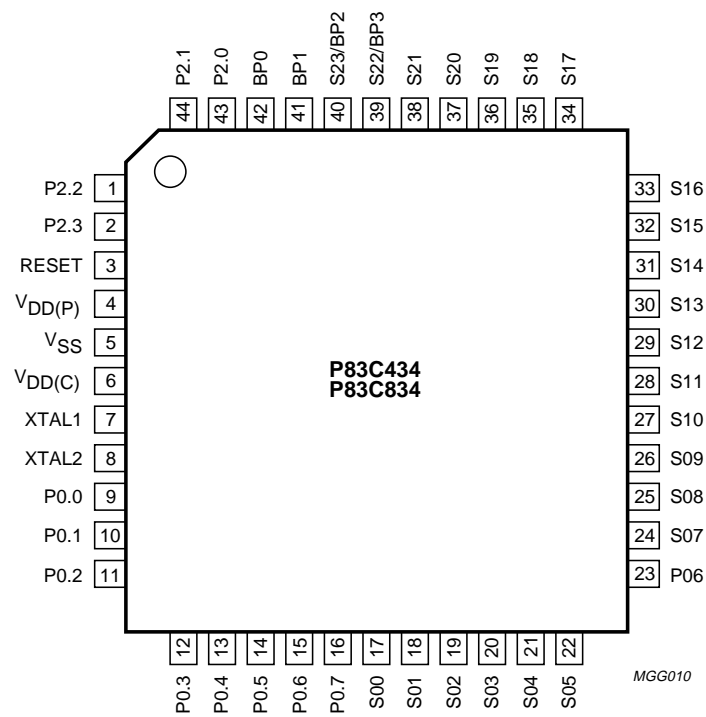 P2.1 P2.0 BP0 BP1 S23/BP2 S22/BP3 S21 S20 S19 S18 S17
44 43 42 41 40 39 38 37 36 35 34
P2.2 1 33 S16
P2.3 2 32 S15
RESET 3 31 S14
VDD(P) 4 30 S13
VSS 5 29 S12
P83C434
P83C834
VDD(C) 6 28 S11
XTAL1 7 27 S10
XTAL2 8 26 S09
P0.0 9 25 S08
P0.1 10 24 S07
P0.2 11 23 P06
12 13 14 15 16 17 18 19 20 21 22
P0.3 P0.4 P0.5 P0.6 P0.7 S00 S01 S02 S03 S04 S05
MGG010